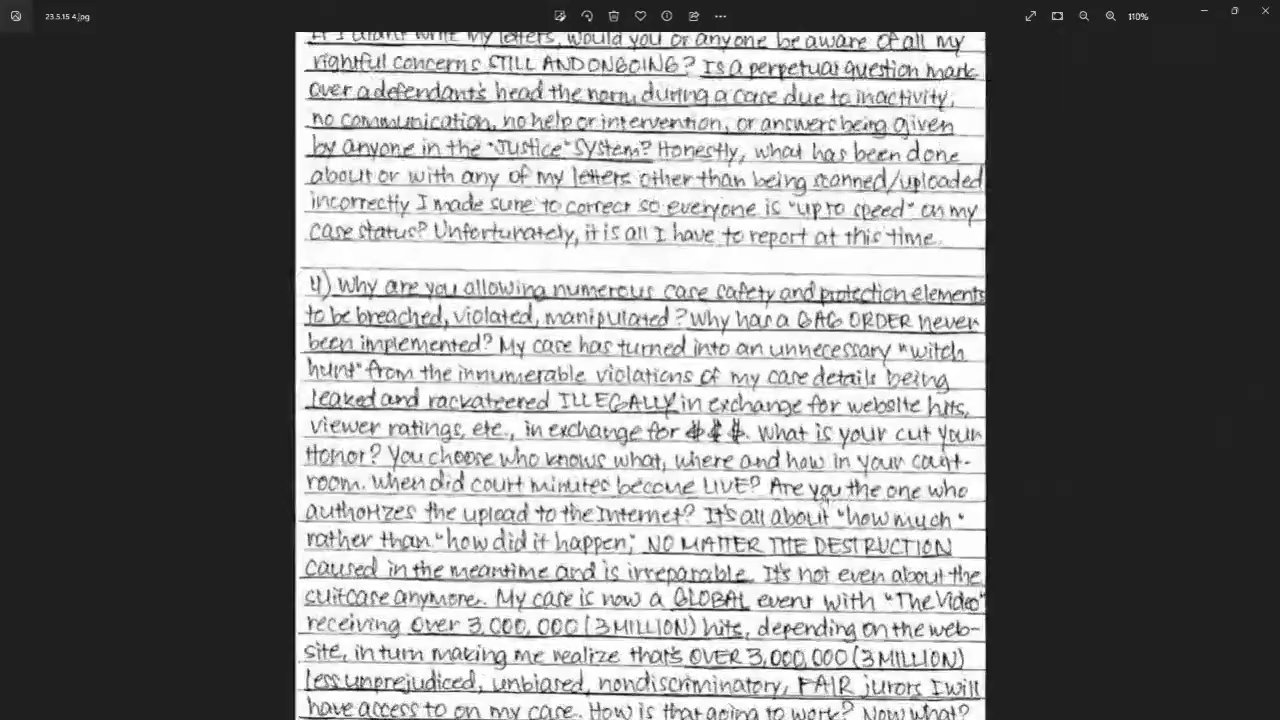 23.5.15 4.jpg
110%
If I didn't write my letters, would you or anyone be aware of all my
rightful concerns STILL AND ONGOING? Is a perpetual question mark
over a defendant's head the norm during a case due to inactivity,
no communication, no help or intervention, or answers being given
by anyone in the "Justice" System? Honestly, what has been done
about or with any of my letters other than being scanned/uploaded
incorrectly I made sure to correct so everyone is "up to speed" on my
case status? Unfortunately, it is all I have to report at this time.
4) Why are you allowing numerous case safety and protection elements
to be breached, violated, manipulated? Why has a GAG ORDER never
been implemented? My case has turned into an unnecessary "witch
hunt" from the innumerable violations of my case details being
leaked and rackateered ILLEGALLY in exchange for website hits,
viewer ratings, etc., in exchange for $$$. What is your cut your
Honor? You choose who knows what, where and how in your court-
room. When did court minutes become LIVE? Are you the one who
authorizes the upload to the Internet? It's all about "how much"
rather than "how did it happen", NO MATTER THE DESTRUCTION
caused in the meantime and is irreparable. It's not even about the
suitcase anymore. My case is now a GLOBAL event with "The Video"
receiving over 3,000,000 (3 MILLION) hits, depending on the web-
site, in turn making me realize that's OVER 3,000,000 (3 MILLION)
less unprejudiced, unbiased, nondiscriminatory, FAIR jurors I will
have access to on my case. How is that going to work? Now what?